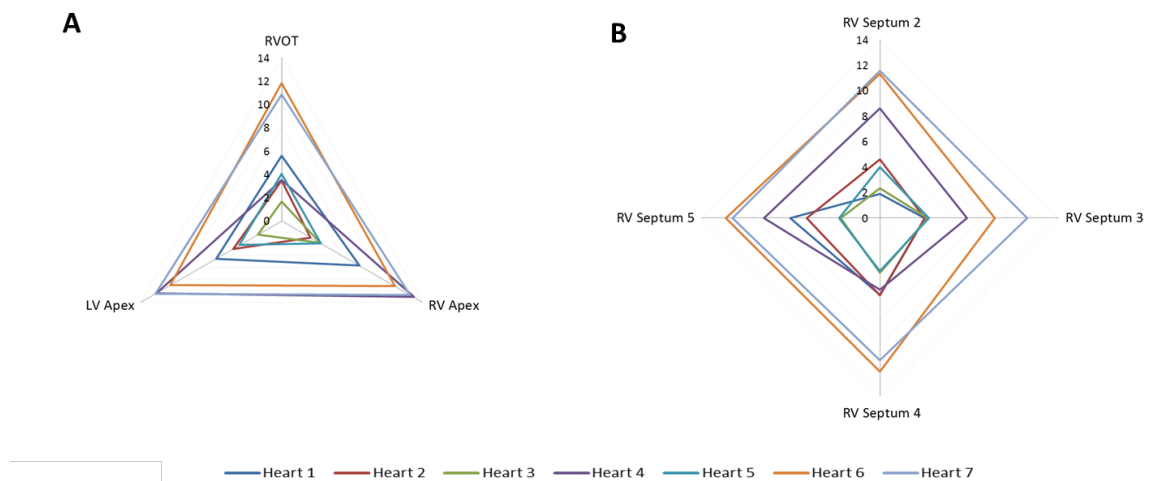 A
RVOT
14
12
10
8
6
4
2
0
LV Apex
RV Apex
B
RV Septum 2
14
12
10
8
6
4
2
0
RV Septum 5
RV Septum 3
RV Septum 4
Heart 1 Heart 2 Heart 3 Heart 4 Heart 5 Heart 6 Heart 7